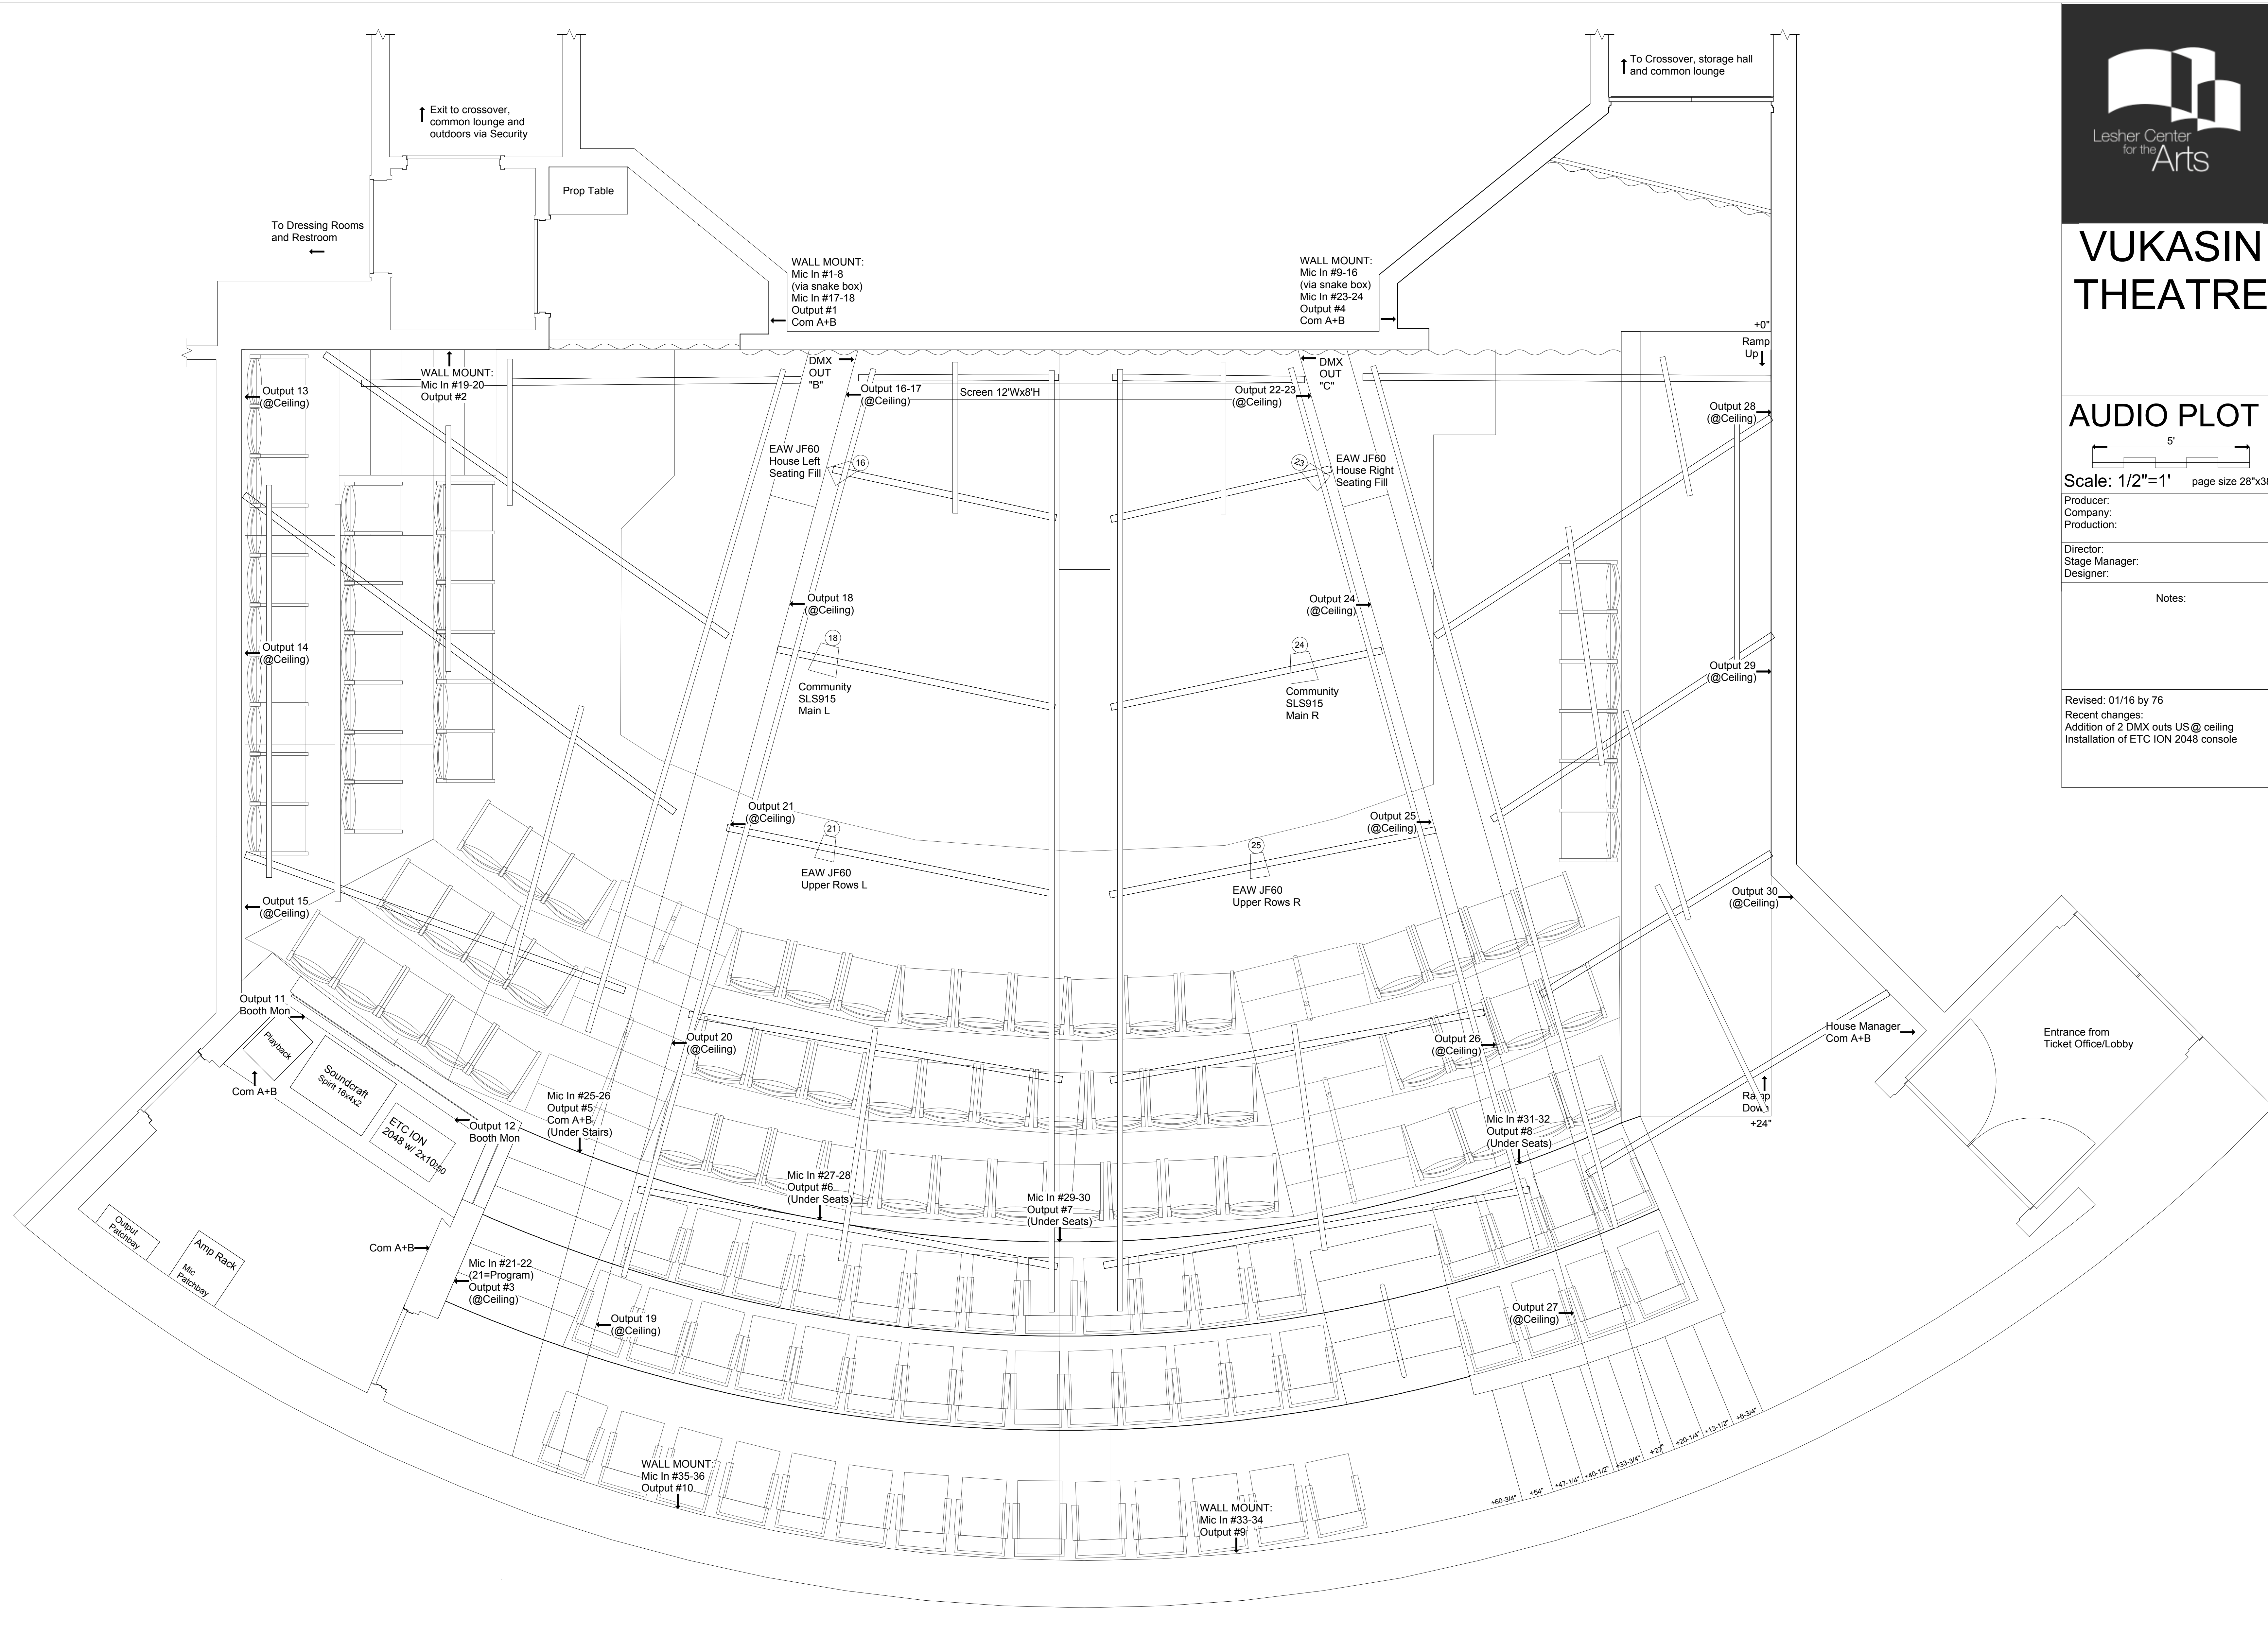 To Crossover, storage hall
and common lounge
Exit to crossover,
common lounge and
outdoors via Security
Prop Table
To Dressing Rooms
and Restroom
WALL MOUNT:
Mic In #1-8
(via snake box)
Mic In #17-18
Output #1
Com A+B
WALL MOUNT:
Mic In #9-16
(via snake box)
Mic In #23-24
Output #4
Com A+B
+0"
Ramp
Up
DMX
OUT
"B"
DMX
OUT
"C"
WALL MOUNT:
Mic In #19-20
Output #2
Output 13
(@Ceiling)
Output 16-17
(@Ceiling)
Screen 12'Wx8'H
Output 22-23
(@Ceiling)
Output 28
(@Ceiling)
EAW JF60
House Left
Seating Fill
16
23
EAW JF60
House Right
Seating Fill
Output 18
(@Ceiling)
Output 24
(@Ceiling)
18
24
Output 14
(@Ceiling)
Community
SLS915
Main L
Community
SLS915
Main R
Output 29
(@Ceiling)
Output 21
(@Ceiling)
21
Output 25
(@Ceiling)
25
EAW JF60
Upper Rows L
EAW JF60
Upper Rows R
Output 15
(@Ceiling)
Output 30
(@Ceiling)
Output 11
Booth Mon
Playback
Soundcraft
Spirit 16x4x2
Com A+B
ETC ION
2048 w/ 2x10
Output 12
Booth Mon
Output 20
(@Ceiling)
Output 26
(@Ceiling)
House Manager
Com A+B
Entrance from
Ticket Office/Lobby
Mic In #25-26
Output #5
Com A+B
(Under Stairs)
Ramp
Down
+24"
Mic In #31-32
Output #8
(Under Seats)
Mic In #27-28
Output #6
(Under Seats)
Mic In #29-30
Output #7
(Under Seats)
Output
Patchbay
Amp Rack
Mic
Patchbay
Com A+B
Mic In #21-22
(21=Program)
Output #3
(@Ceiling)
Output 19
(@Ceiling)
Output 27
(@Ceiling)
WALL MOUNT:
Mic In #35-36
Output #10
WALL MOUNT:
Mic In #33-34
Output #9
+60-3/4"
+54"
+47-1/4"
+40-1/2"
+33-3/4"
+27"
+20-1/4"
+13-1/2"
+6-3/4"
Lesher Center
for the
Arts
VUKASIN
THEATRE
AUDIO PLOT
5'
Scale: 1/2"=1' page size 28"x38
Producer:
Company:
Production:
Director:
Stage Manager:
Designer:
Notes:
Revised: 01/16 by 76
Recent changes:
Addition of 2 DMX outs US@ ceiling
Installation of ETC ION 2048 console